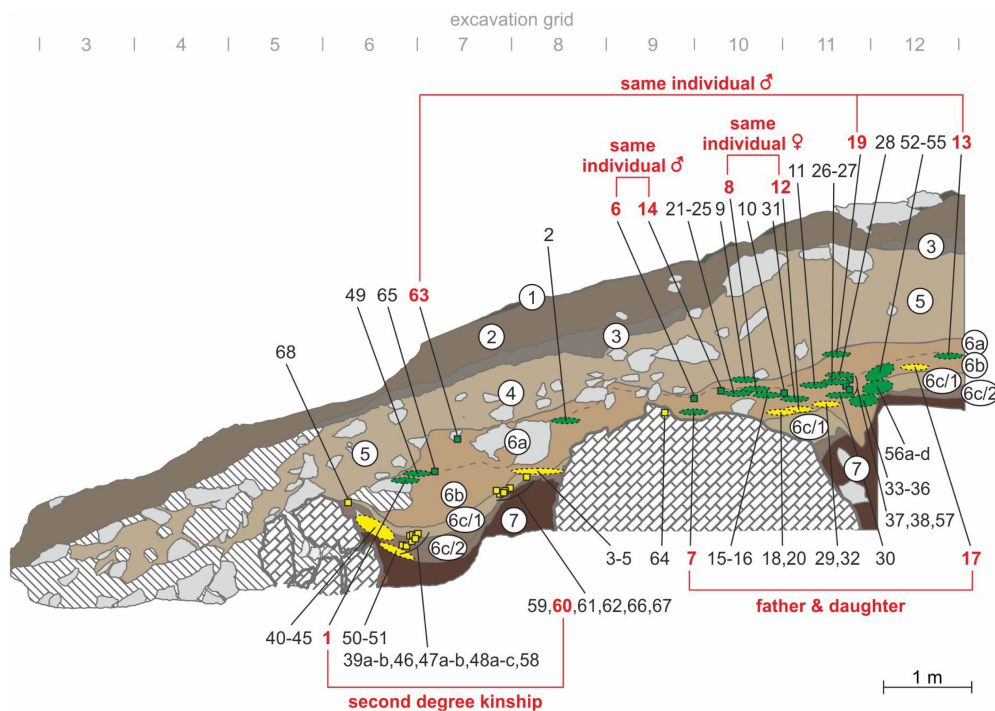 excavation grid
3 4 5 6 7 8 9 10 11 12
same individual ♂
same individual ♂
same individual ♀
19 28 52-55 13
11 26-27
8 12
6 14 21-25 9 10 31
2
49 65 63
68
1
2
3
3
4
5
5
6a
6a
6b
6c/1
6c/2
6b
6c/1
6c/2
6c/1
7
7
56a-d
33-36
37,38,57
3-5 64 7 15-16 18,20 29,32 30 17
father & daughter
59,60,61,62,66,67
40-45 1 50-51
39a-b,46,47a-b,48a-c,58
second degree kinship
1 m